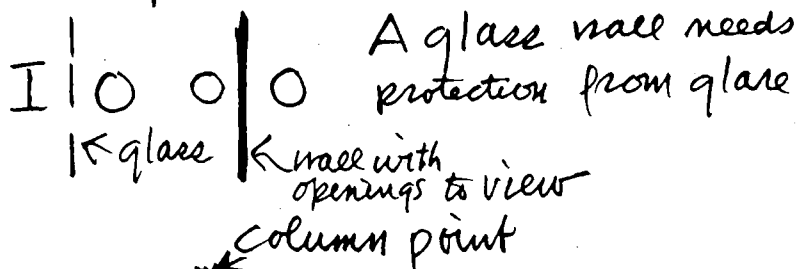 A glass wall needs
I O O O protection from glare
glass wall with
openings to view
column point